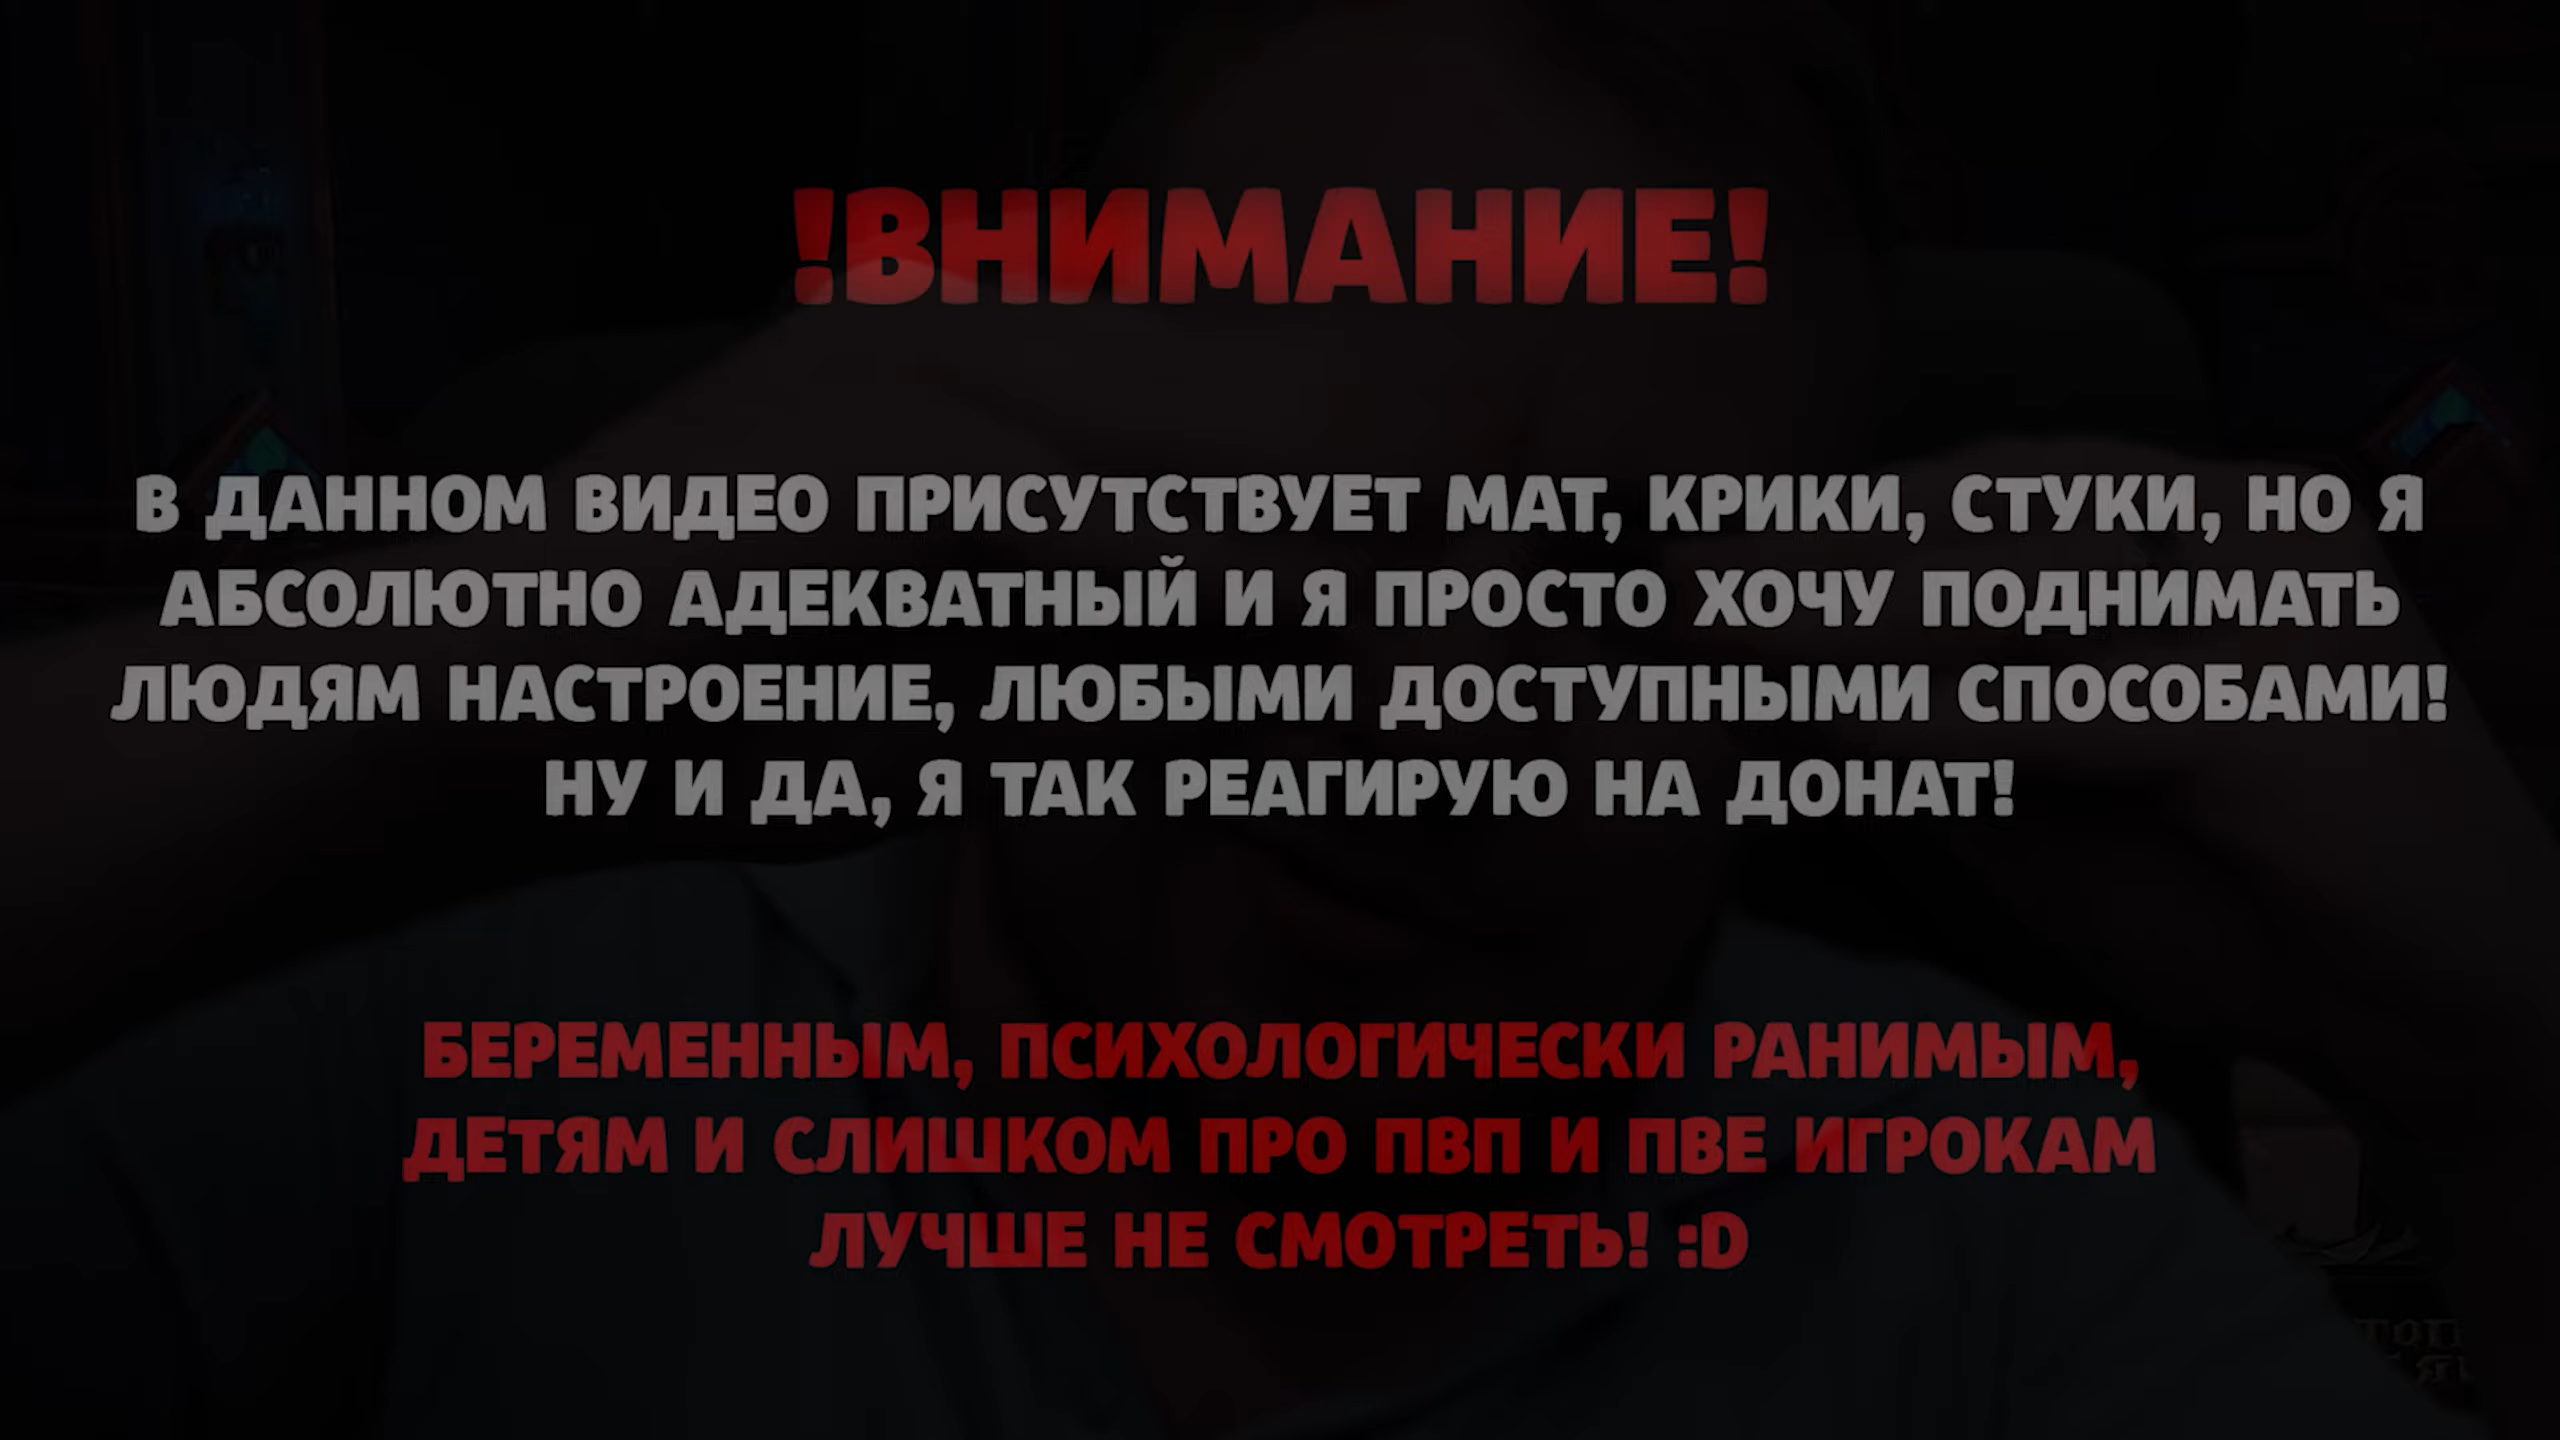 !ВНИМАНИЕ!
В ДАННОМ ВИДЕО ПРИСУТСТВУЕТ МАТ, КРИКИ, СТУКИ, НО Я
АБСОЛЮТНО АДЕКВАТНЫЙ И Я ПРОСТО ХОЧУ ПОДНИМАТЬ
ЛЮДЯМ НАСТРОЕНИЕ, ЛЮБЫМИ ДОСТУПНЫМИ СПОСОБАМИ!
НУ И ДА, Я ТАК РЕАГИРУЮ НА ДОНАТ!
БЕРЕМЕННЫМ, ПСИХОЛОГИЧЕСКИ РАНИМЫМ,
ДЕТЯМ И СЛИШКОМ ПРО ПВП И ПВЕ ИГРОКАМ
ЛУЧШЕ НЕ СМОТРЕТЬ! :D